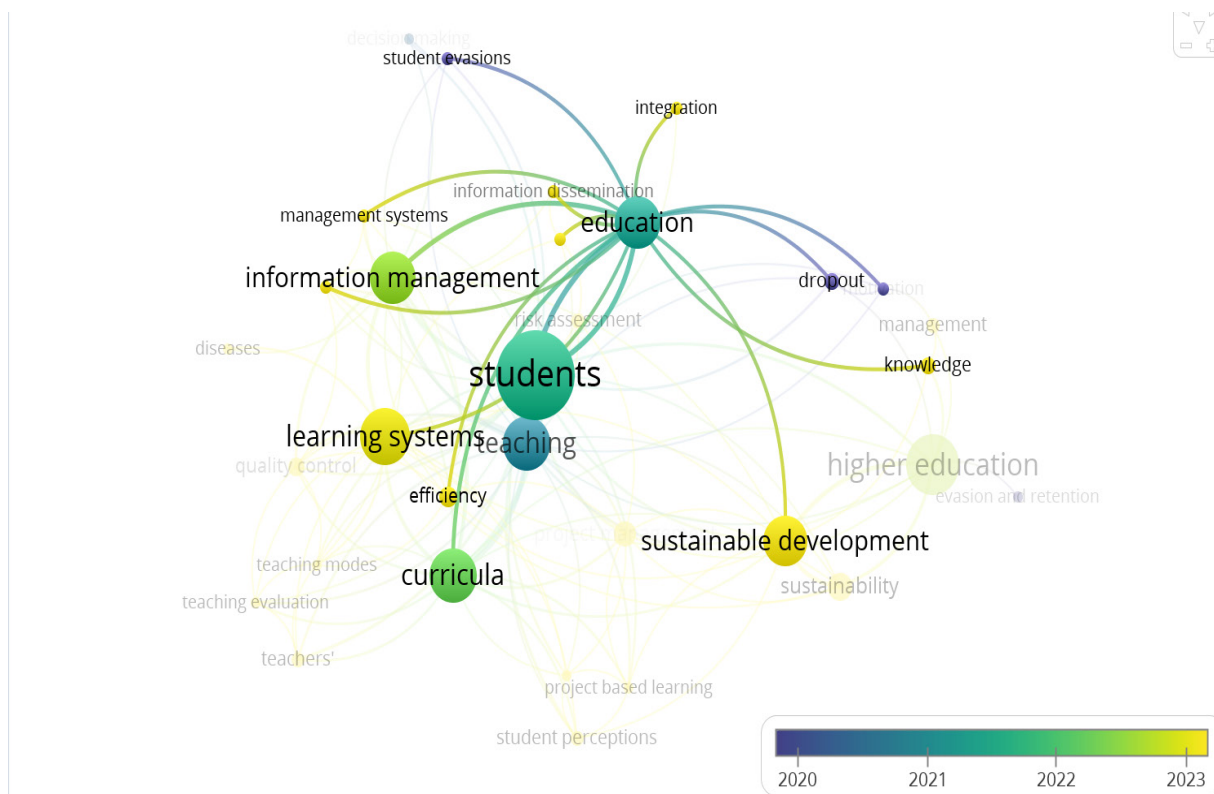 decision making
student evasions
integration
information dissemination
management systems
education
information management
dropout
motivation
risk assessment
management
diseases
knowledge
students
learning systems
teaching
quality control
higher education
efficiency
evasion and retention
sustainable development
teaching modes
curricula
sustainability
teaching evaluation
teachers'
project based learning
student perceptions
2020
2021
2022
2023